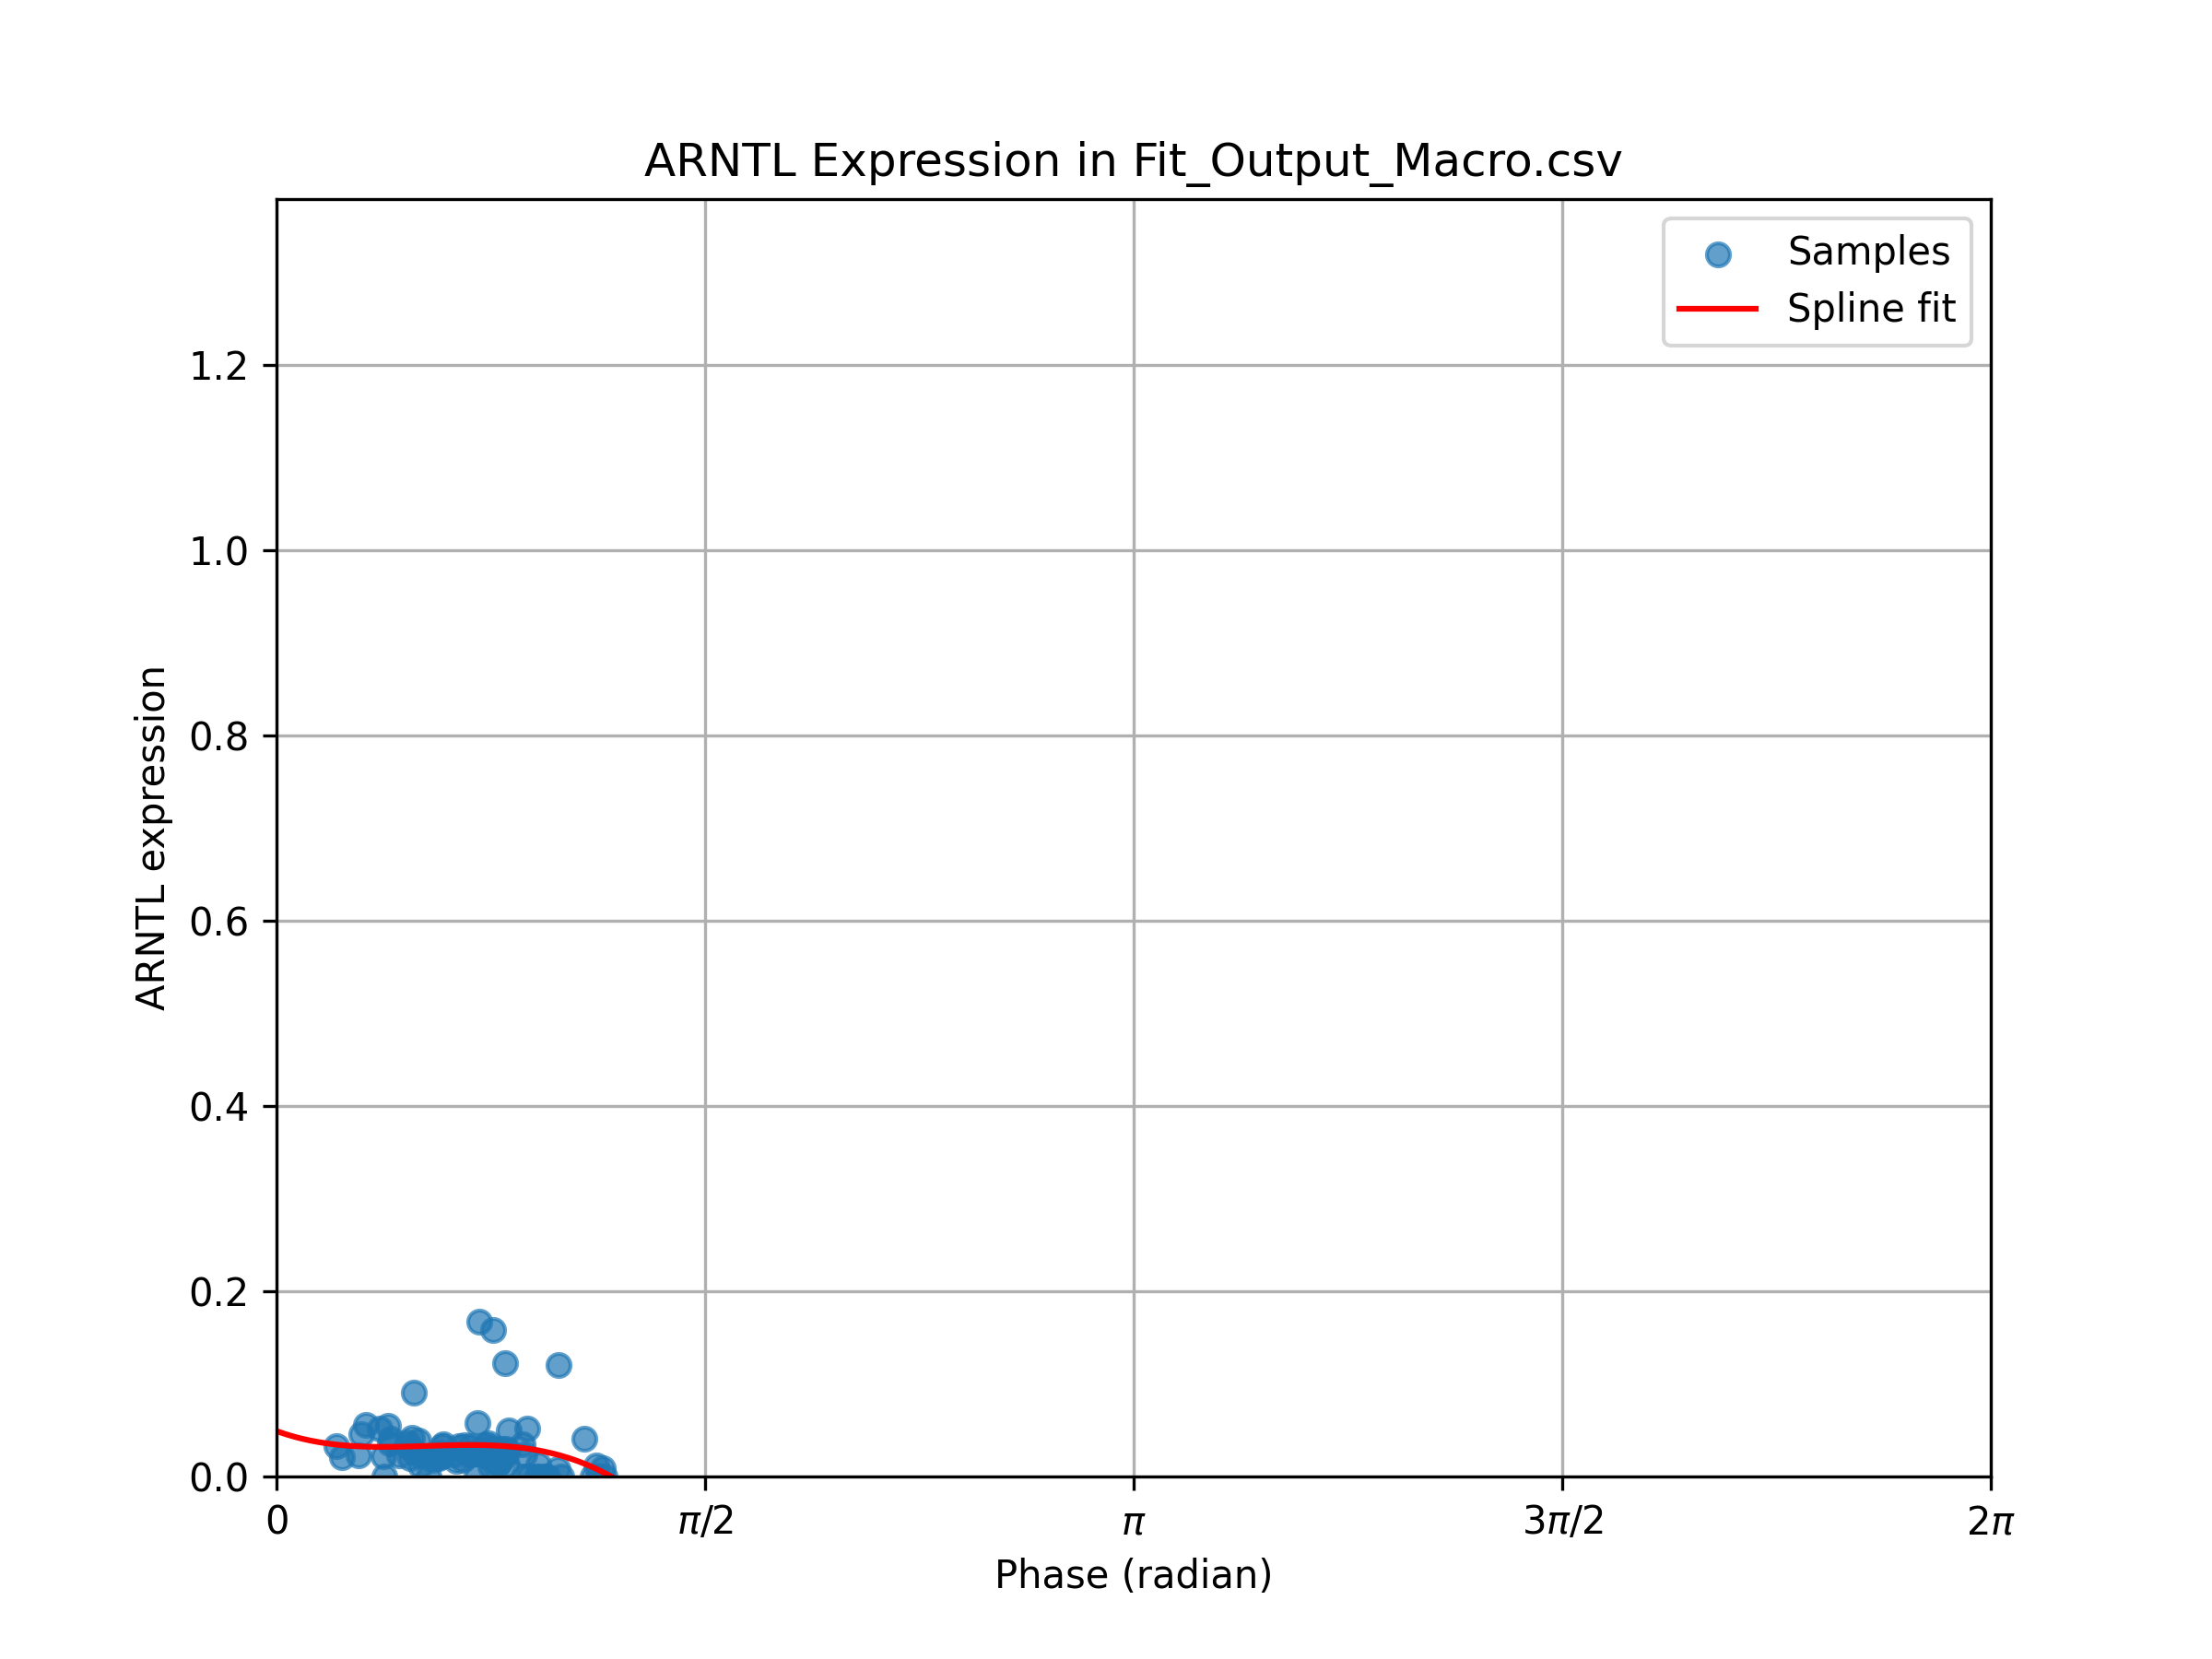 ARNTL Expression in Fit_Output_Macro.csv
Samples
Spline fit
ARNTL expression
1.2
1.0
0.8
0.6
0.4
0.2
0.0
0 π/2 π 3π/2 2π
Phase (radian)